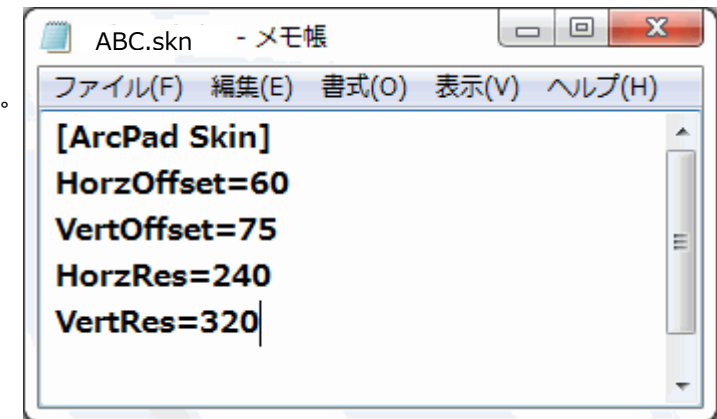 ABC.skn - メモ帳
ファイル(F) 編集(E) 書式(O) 表示(V) ヘルプ(H)
。
[ArcPad Skin]
HorzOffset=60
VertOffset=75
HorzRes=240
VertRes=320